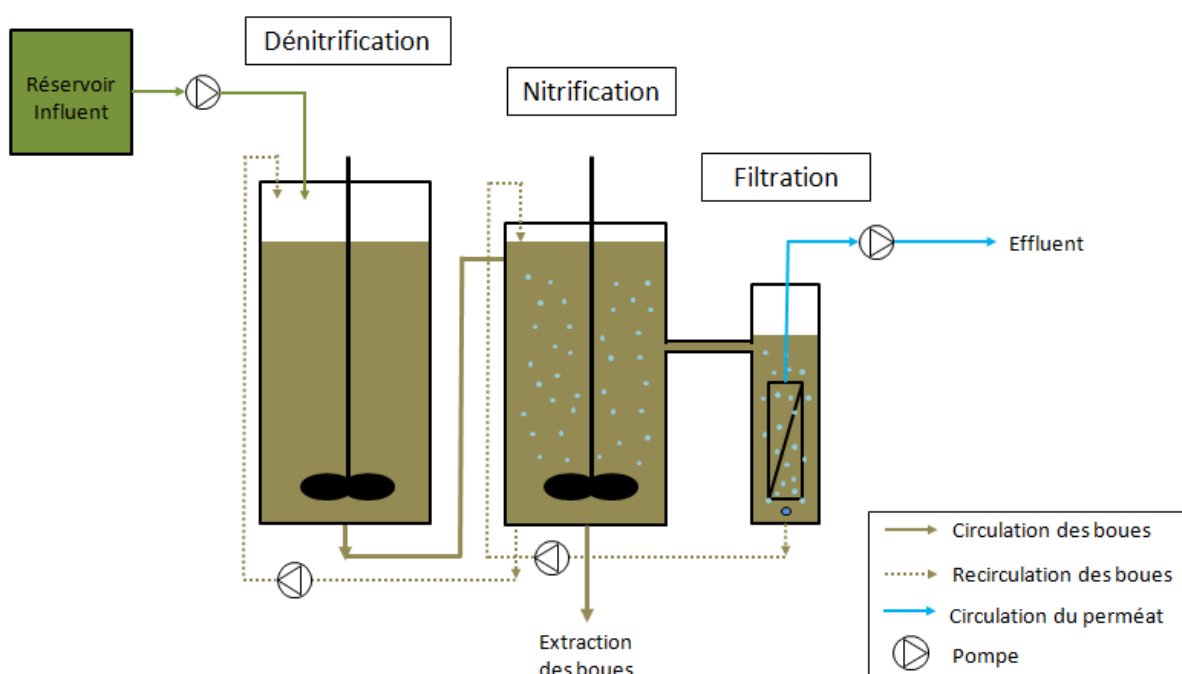 Dénitrification
Réservoir
Influent
Nitrification
Filtration
Effluent
Extraction
des boues
Circulation des boues
Recirculation des boues
Circulation du perméat
Pompe